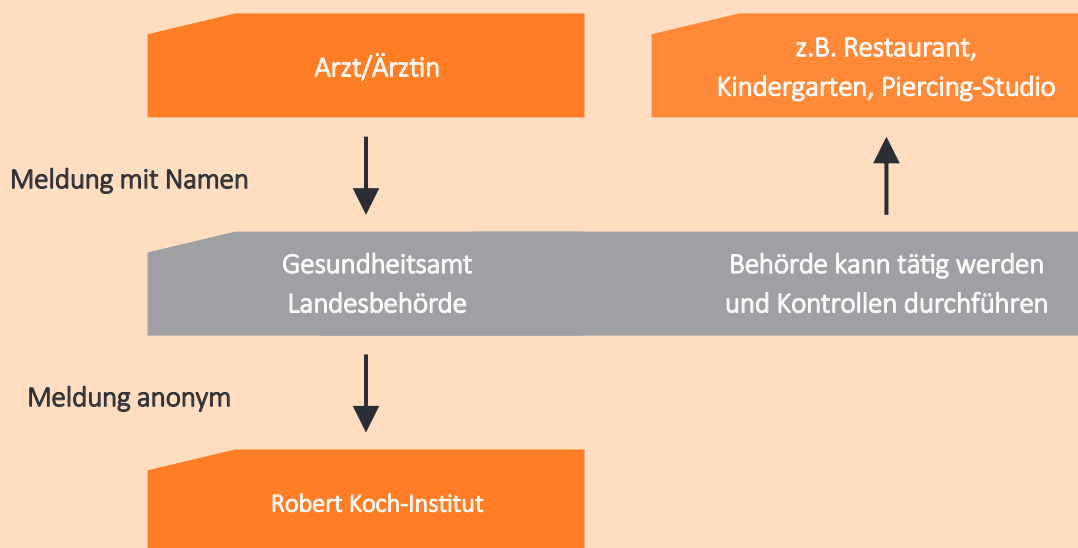 Arzt/Ärztin
z.B. Restaurant,
Kindergarten, Piercing-Studio
Meldung mit Namen
Gesundheitsamt
Landesbehörde
Behörde kann tätig werden
und Kontrollen durchführen
Meldung anonym
Robert Koch-Institut